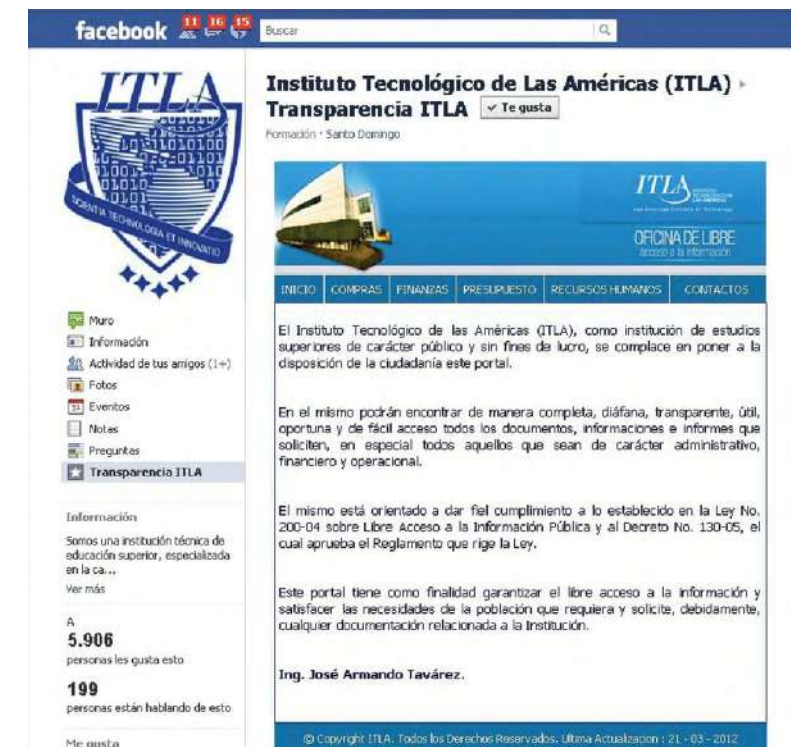 facebook 11 16 15 Buscar
ITLA
SCIENTIA TECHNOLOGIA ET INNOVATIO
Instituto Tecnológico de Las Américas (ITLA)
Transparencia ITLA Te gusta
Formación · Santo Domingo
ITLA
OFICINA DE LIBRE
acceso a la información
INICIO COMPRAS FINANZAS PRESUPUESTO RECURSOS HUMANOS CONTACTOS
Muro
Información
Actividad de tus amigos (1+)
Fotos
31 Eventos
Notas
Preguntas
Transparencia ITLA
Información
Somos una institución técnica de
educación superior, especializada
en la ca...
Ver más
A
5.906
personas les gusta esto
199
personas están hablando de esto
Me gusta
El Instituto Tecnológico de las Américas (ITLA), como institución de estudios
superiores de carácter público y sin fines de lucro, se complace en poner a la
disposición de la ciudadanía este portal.
En el mismo podrán encontrar de manera completa, diáfana, transparente, útil,
oportuna y de fácil acceso todos los documentos, informaciones e informes que
soliciten, en especial todos aquellos que sean de carácter administrativo,
financiero y operacional.
El mismo está orientado a dar fiel cumplimiento a lo establecido en la Ley No.
200-04 sobre Libre Acceso a la Información Pública y al Decreto No. 130-05, el
cual aprueba el Reglamento que rige la Ley.
Este portal tiene como finalidad garantizar el libre acceso a la información y
satisfacer las necesidades de la población que requiera y solicite, debidamente,
cualquier documentación relacionada a la Institución.
Ing. José Armando Tavárez.
© Copyright ITLA. Todos los Derechos Reservados. Ultima Actualizacion : 21 - 03 - 2012